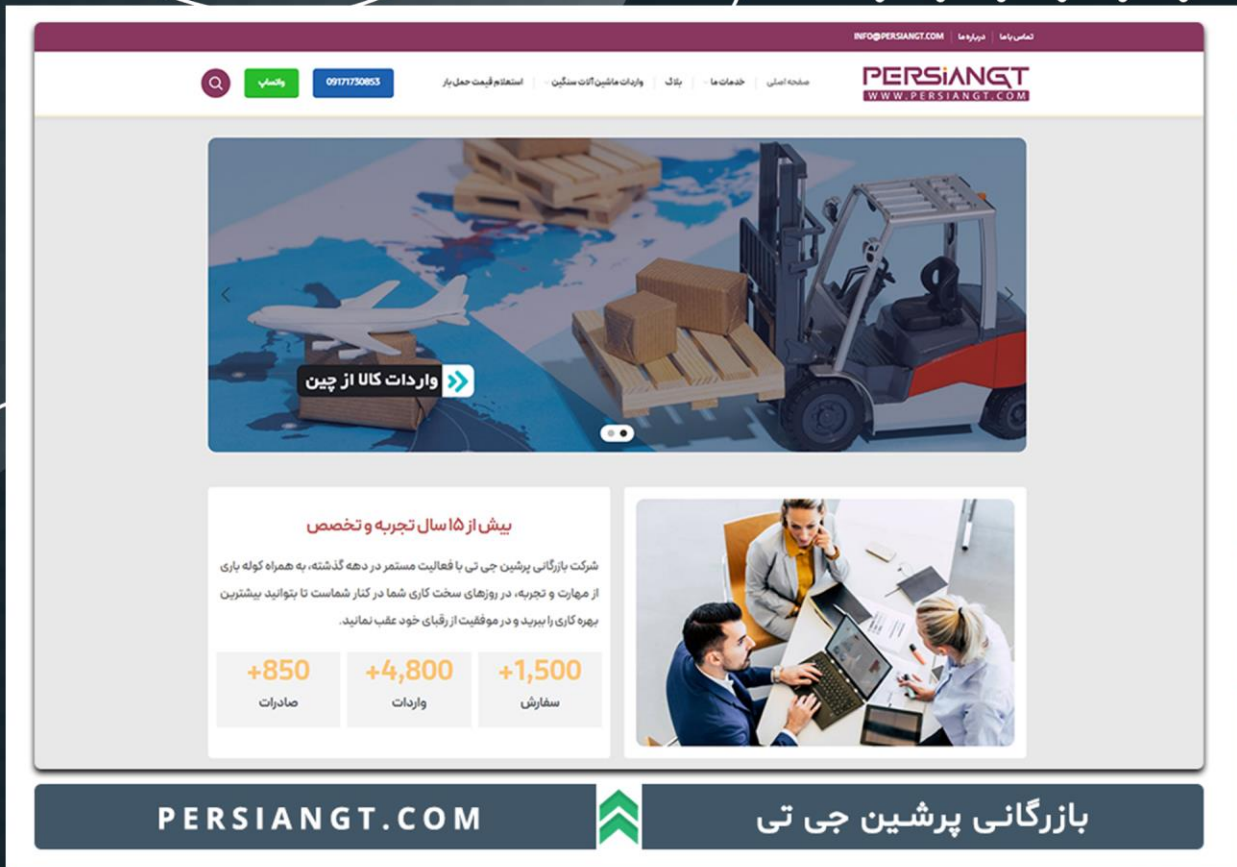 تماس با ما | درباره ما | INFO@PERSIANGT.COM
PERSIANGT
WWW.PERSIANGT.COM
صفحه اصلی | خدمات ما | بلاگ | واردات ماشین آلات سنگین | استعلام قیمت حمل بار
09171730853
واتساپ
واردات کالا از چین
بیش از ۱۵ سال تجربه و تخصص
شرکت بازرگانی پرشین جی تی با فعالیت مستمر در دهه گذشته، به همراه کوله باری
از مهارت و تجربه، در روزهای سخت کاری شما در کنار شماست تا بتوانید بیشترین
بهره کاری را ببرید و در موفقیت از رقبای خود عقب نمانید.
+1,500
سفارش
+4,800
واردات
+850
صادرات
بازرگانی پرشین جی تی
PERSIANGT.COM